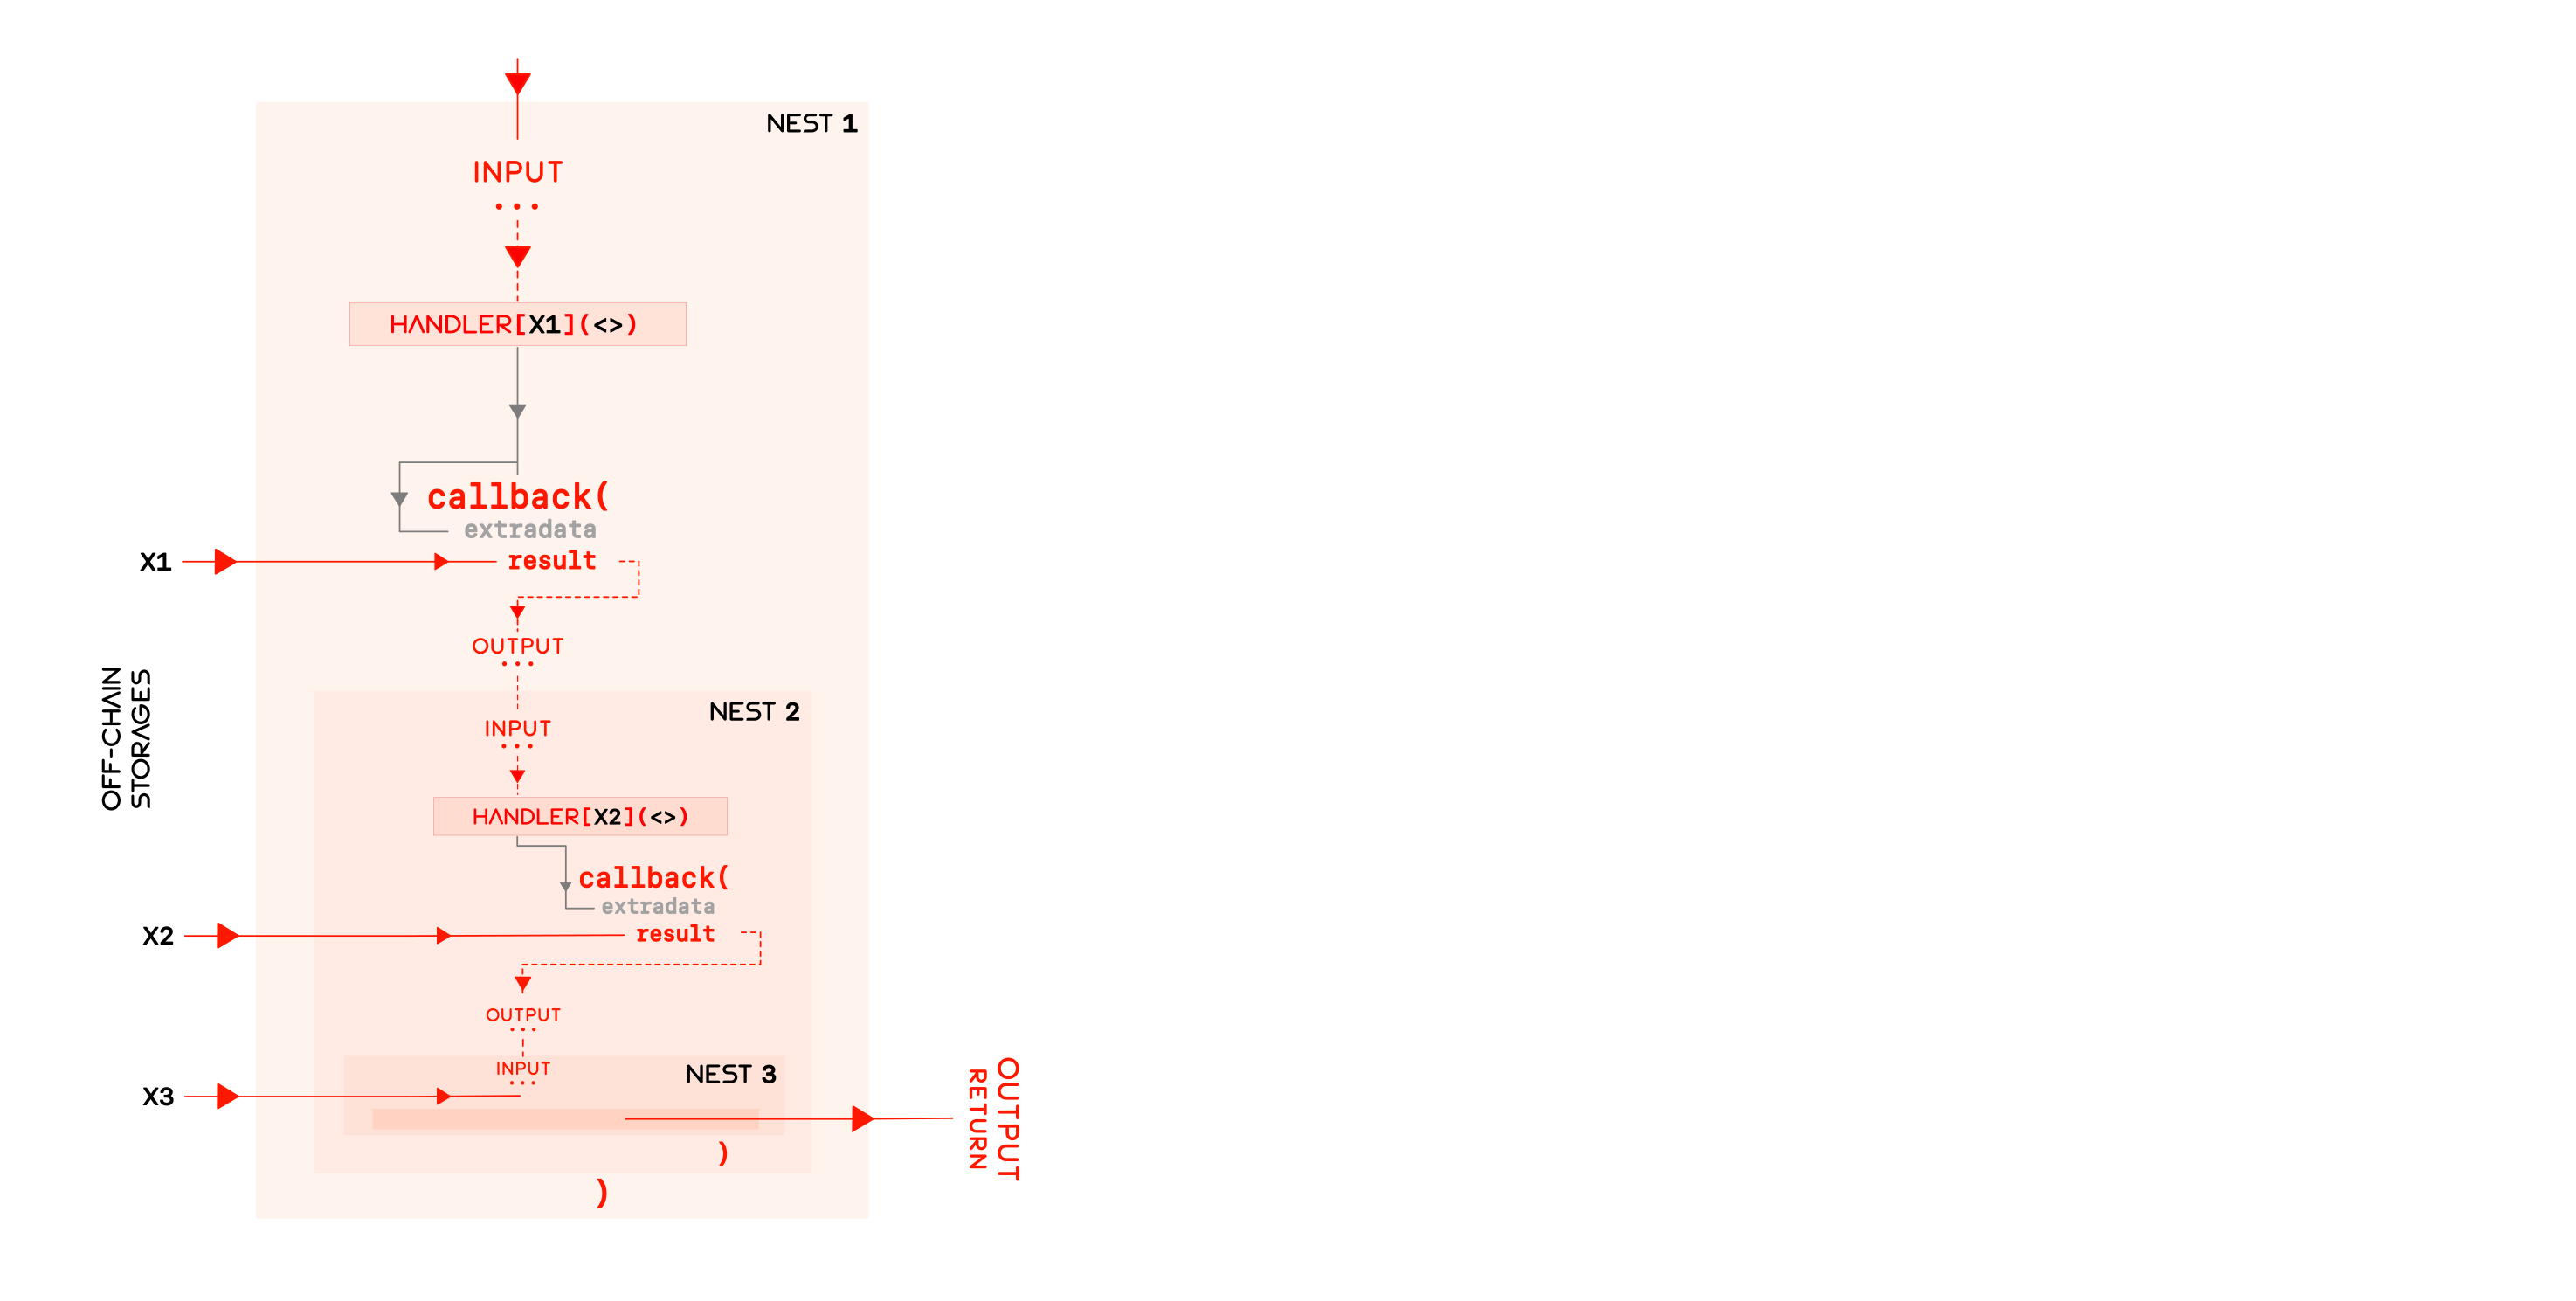 NEST 1
INPUT
...
HANDLER[X1](<>)
callback(
extradata
X1
result
OUTPUT
...
OFF-CHAIN
STORAGES
NEST 2
INPUT
...
HANDLER[X2](<>)
callback(
extradata
X2
result
OUTPUT
...
NEST 3
INPUT
...
X3
OUTPUT
RETURN
)
)